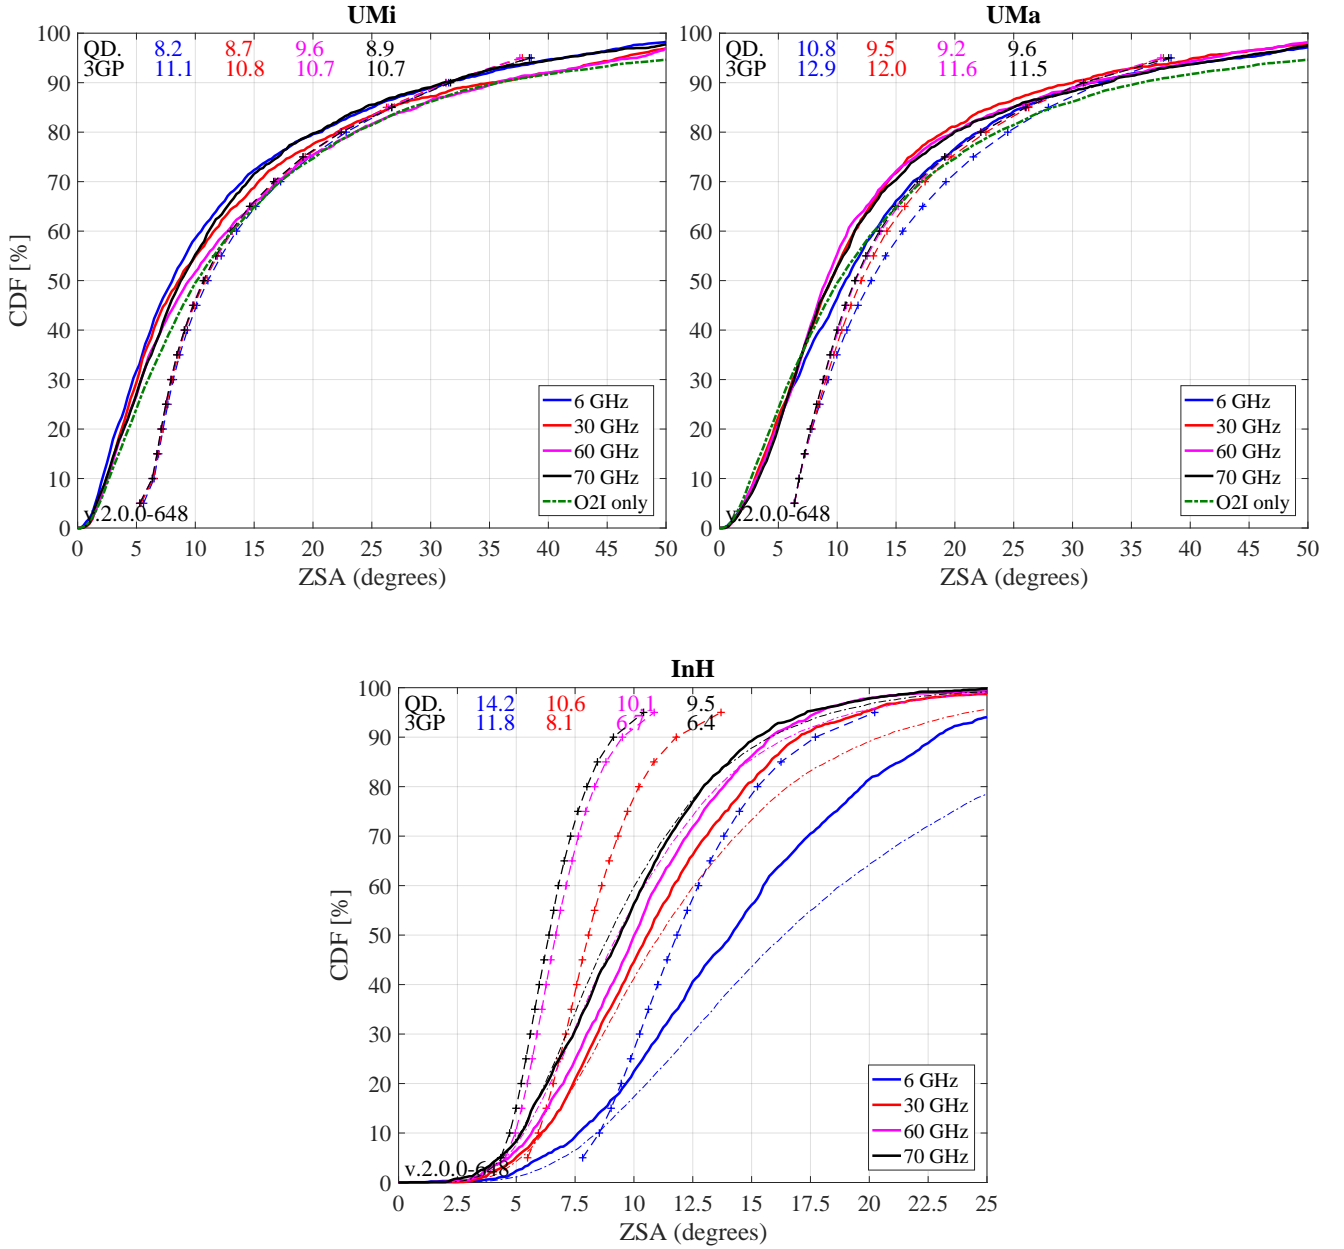 UMi
QD. 8.2 8.7 9.6 8.9
3GP 11.1 10.8 10.7 10.7
100
90
80
70
60
50
40
30
20
10
0
CDF [%]
v.2.0.0-648
6 GHz
30 GHz
60 GHz
70 GHz
O2I only
0 5 10 15 20 25 30 35 40 45 50
ZSA (degrees)
UMa
QD. 10.8 9.5 9.2 9.6
3GP 12.9 12.0 11.6 11.5
100
90
80
70
60
50
40
30
20
10
0
v.2.0.0-648
6 GHz
30 GHz
60 GHz
70 GHz
O2I only
0 5 10 15 20 25 30 35 40 45 50
ZSA (degrees)
InH
QD. 14.2 10.6 10.1 9.5
3GP 11.8 8.1 6.7 6.4
100
90
80
70
60
50
40
30
20
10
0
CDF [%]
v.2.0.0-648
6 GHz
30 GHz
60 GHz
70 GHz
0 2.5 5 7.5 10 12.5 15 17.5 20 22.5 25
ZSA (degrees)